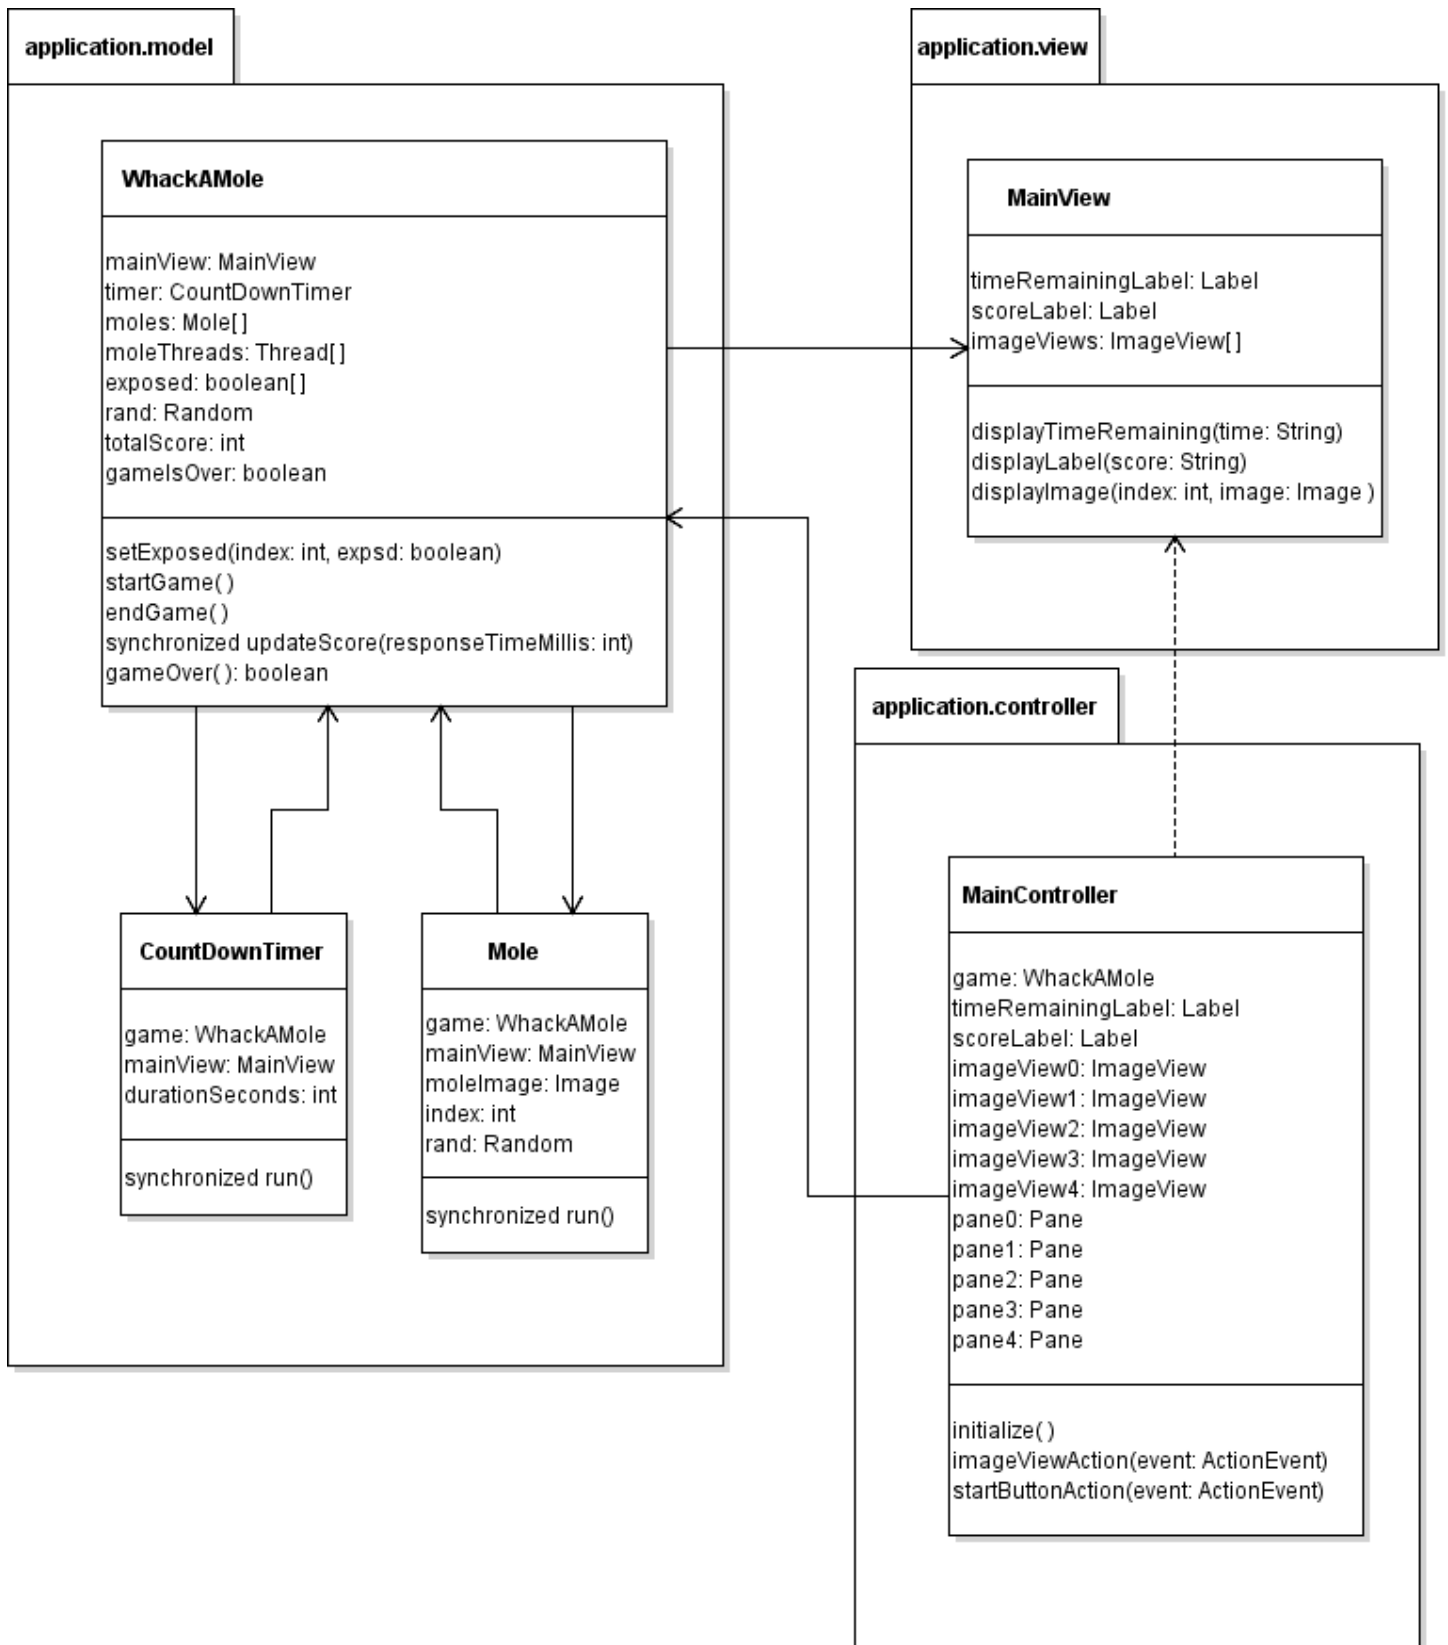 application.model
WhackAMole
mainView: MainView
timer: CountDownTimer
moles: Mole[ ]
moleThreads: Thread[ ]
exposed: boolean[ ]
rand: Random
totalScore: int
gameIsOver: boolean
setExposed(index: int, expsd: boolean)
startGame( )
endGame( )
synchronized updateScore(responseTimeMillis: int)
gameOver( ): boolean
CountDownTimer
game: WhackAMole
mainView: MainView
durationSeconds: int
synchronized run()
Mole
game: WhackAMole
mainView: MainView
moleImage: Image
index: int
rand: Random
synchronized run()
application.view
MainView
timeRemainingLabel: Label
scoreLabel: Label
imageViews: ImageView[ ]
displayTimeRemaining(time: String)
displayLabel(score: String)
displayImage(index: int, image: Image )
application.controller
MainController
game: WhackAMole
timeRemainingLabel: Label
scoreLabel: Label
imageView0: ImageView
imageView1: ImageView
imageView2: ImageView
imageView3: ImageView
imageView4: ImageView
pane0: Pane
pane1: Pane
pane2: Pane
pane3: Pane
pane4: Pane
initialize( )
imageViewAction(event: ActionEvent)
startButtonAction(event: ActionEvent)